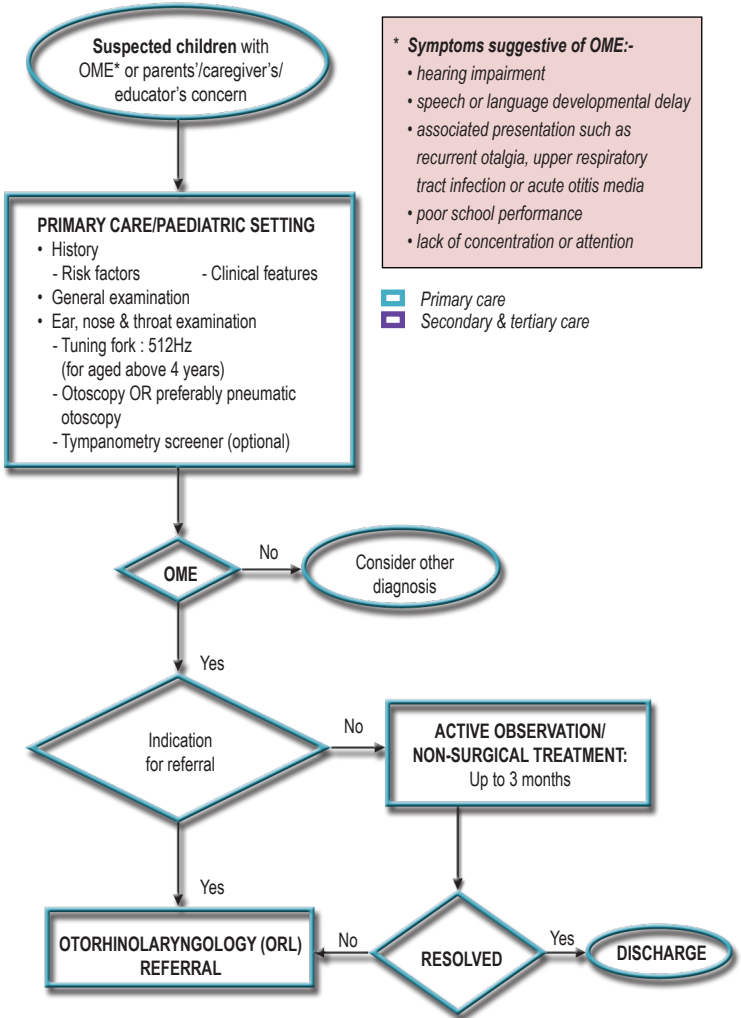 Suspected children with
OME* or parents'/caregiver's/
educator's concern
* Symptoms suggestive of OME:-
• hearing impairment
• speech or language developmental delay
• associated presentation such as
recurrent otalgia, upper respiratory
tract infection or acute otitis media
• poor school performance
• lack of concentration or attention
Primary care
Secondary & tertiary care
PRIMARY CARE/PAEDIATRIC SETTING
• History
- Risk factors - Clinical features
• General examination
• Ear, nose & throat examination
- Tuning fork : 512Hz
(for aged above 4 years)
- Otoscopy OR preferably pneumatic
otoscopy
- Tympanometry screener (optional)
OME
No
Consider other
diagnosis
Yes
Indication
for referral
No
ACTIVE OBSERVATION/
NON-SURGICAL TREATMENT:
Up to 3 months
Yes
OTORHINOLARYNGOLOGY (ORL)
REFERRAL
No
RESOLVED
Yes
DISCHARGE